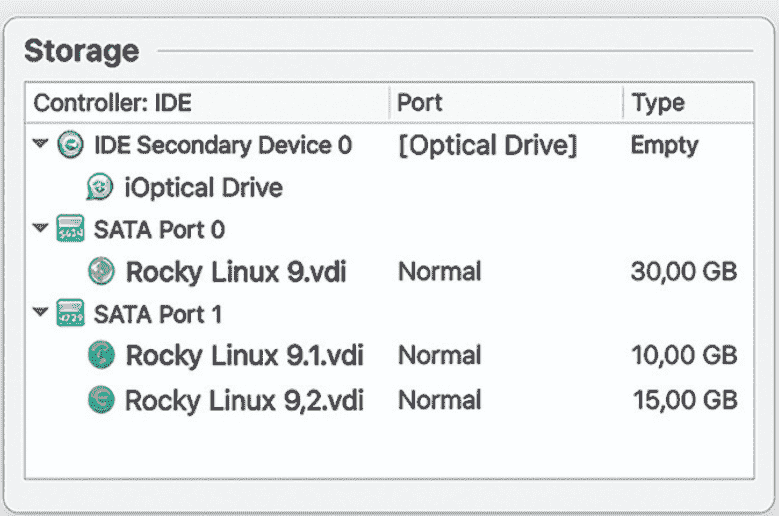 Storage
Controller: IDE Port Type
IDE Secondary Device 0 [Optical Drive] Empty
iOptical Drive
SATA Port 0
Rocky Linux 9.vdi Normal 30,00 GB
SATA Port 1
Rocky Linux 9.1.vdi Normal 10,00 GB
Rocky Linux 9,2.vdi Normal 15,00 GB